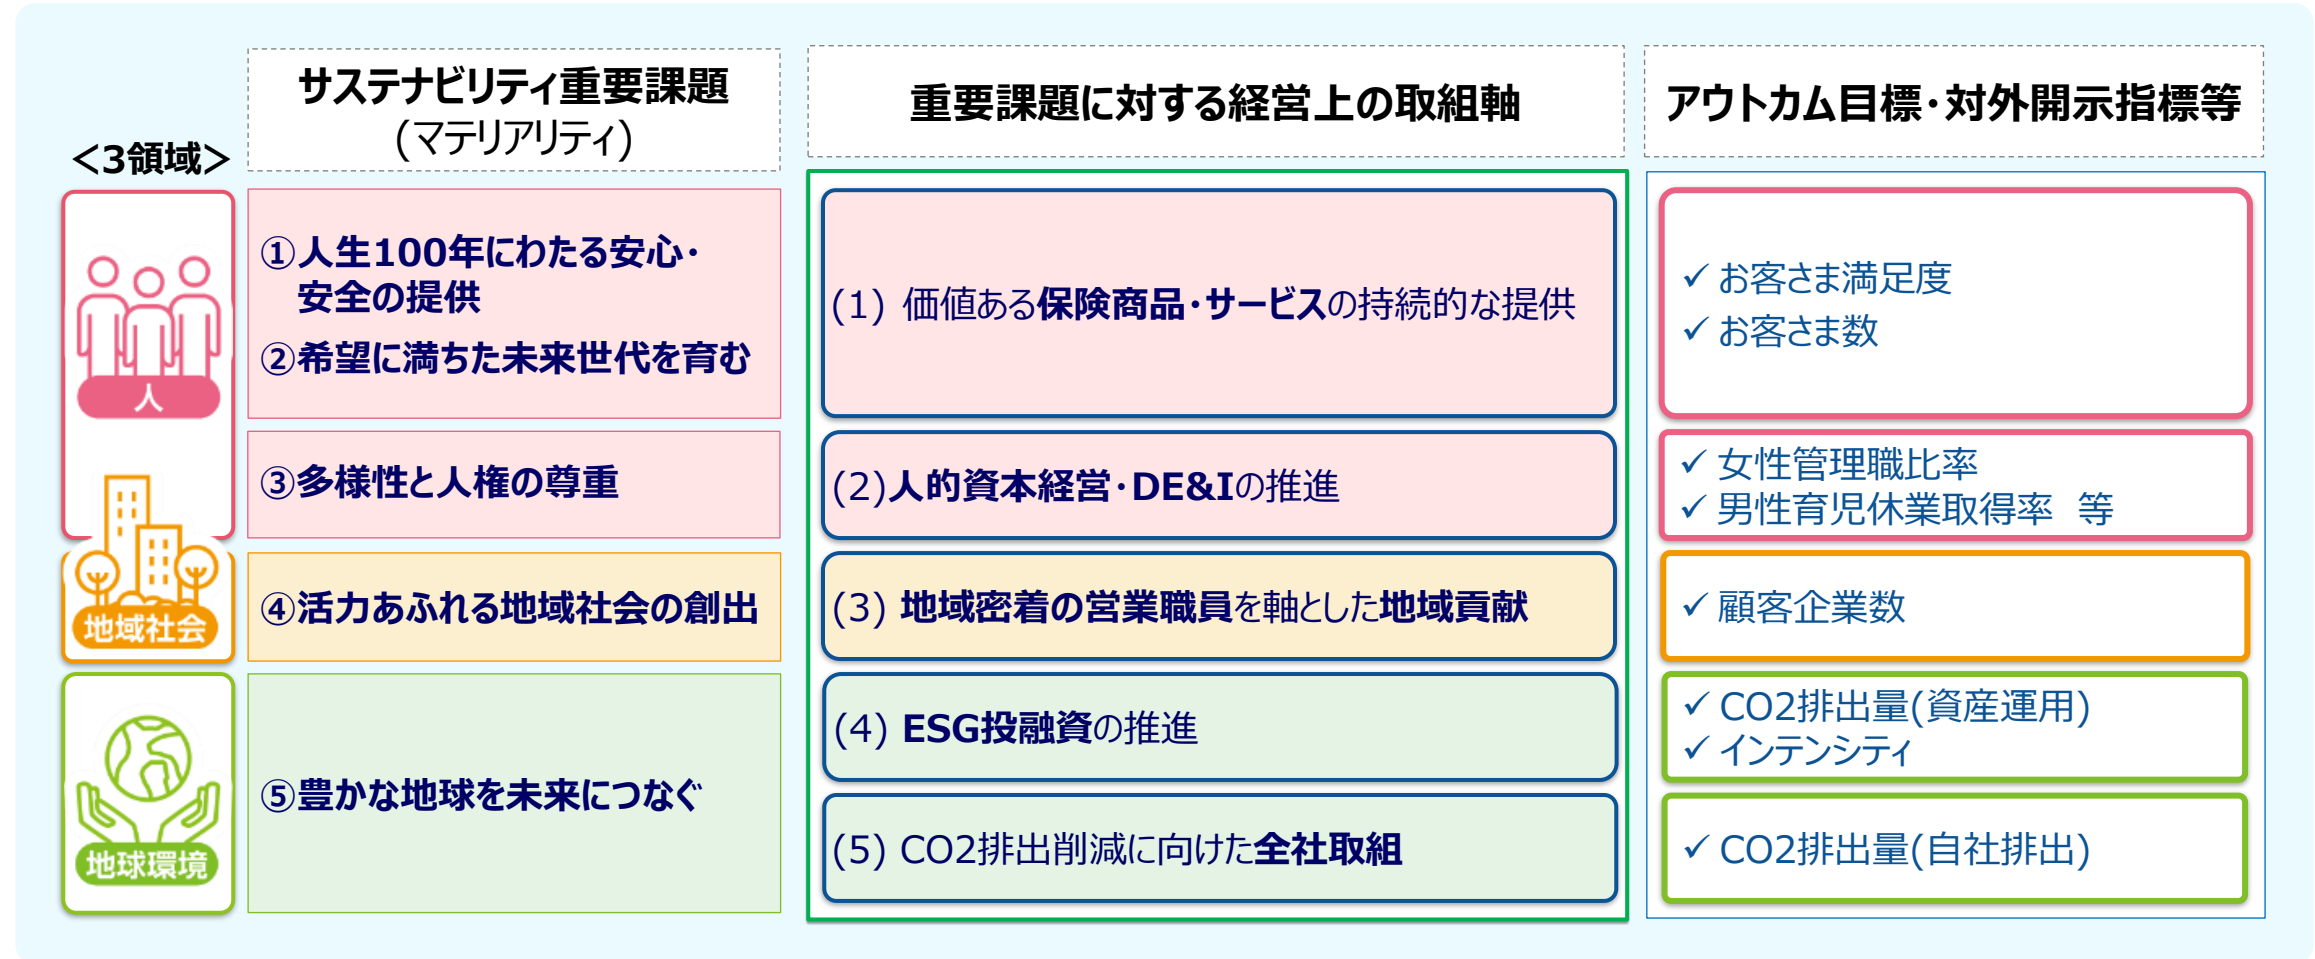 サステナビリティ重要課題
(マテリアリティ)
重要課題に対する経営上の取組軸
アウトカム目標・対外開示指標等
＜3領域＞
人
①人生100年にわたる安心・
安全の提供
②希望に満ちた未来世代を育む
(1) 価値ある保険商品・サービスの持続的な提供
✓ お客さま満足度
✓ お客さま数
③多様性と人権の尊重
(2)人的資本経営・DE&Iの推進
✓ 女性管理職比率
✓ 男性育児休業取得率　等
地域社会
④活力あふれる地域社会の創出
(3) 地域密着の営業職員を軸とした地域貢献
✓ 顧客企業数
地球環境
⑤豊かな地球を未来につなぐ
(4) ESG投融資の推進
✓ CO2排出量(資産運用)
✓ インテンシティ
(5) CO2排出削減に向けた全社取組
✓ CO2排出量(自社排出)